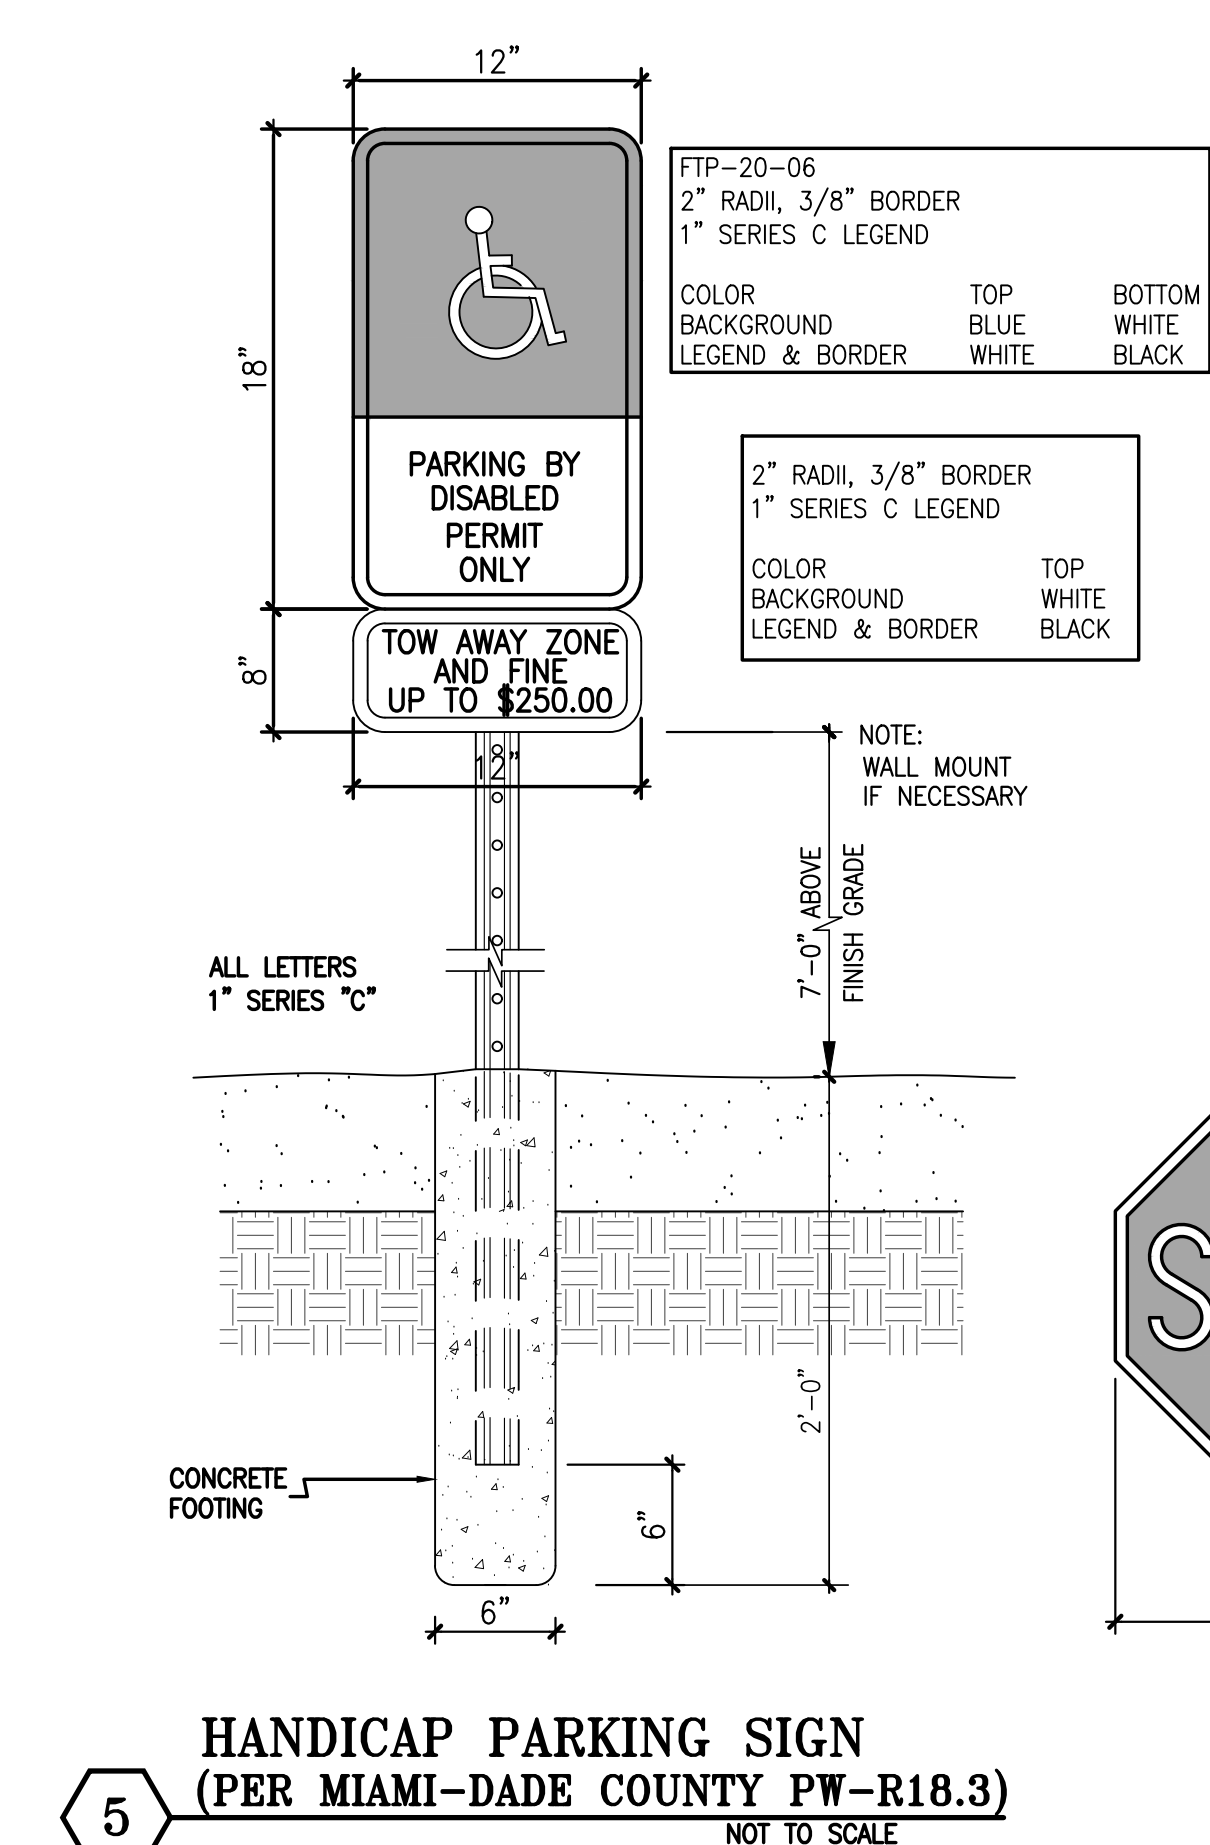 12"
FTP-20-06
2" RADII, 3/8" BORDER
1" SERIES C LEGEND
COLOR TOP BOTTOM
BACKGROUND BLUE WHITE
LEGEND & BORDER WHITE BLACK
18"
PARKING BY
DISABLED
PERMIT
ONLY
2" RADII, 3/8" BORDER
1" SERIES C LEGEND
COLOR TOP
BACKGROUND WHITE
LEGEND & BORDER BLACK
8"
TOW AWAY ZONE
AND FINE
UP TO $250.00
12"
NOTE:
WALL MOUNT
IF NECESSARY
7'-0" ABOVE
FINISH GRADE
ALL LETTERS
1" SERIES "C"
S
2'-0"
CONCRETE
FOOTING
6"
6"
HANDICAP PARKING SIGN
(PER MIAMI-DADE COUNTY PW-R18.3)
5
NOT TO SCALE